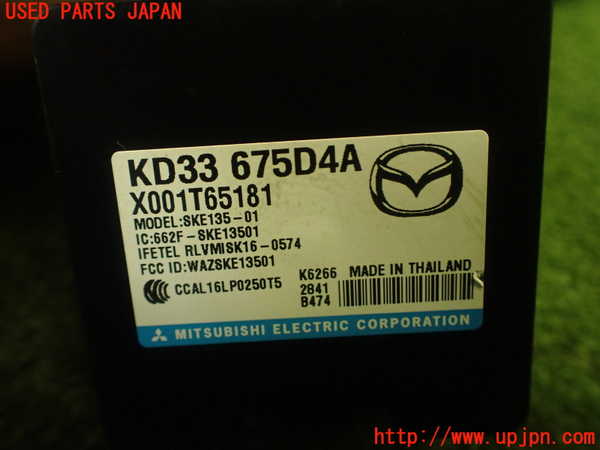 USED PARTS JAPAN
KD33 675D4A
X001T65181
MODEL:SKE135-01
IC:662F-SKE13501
IFETEL RLVMISK16-0574
FCC ID:WAZSKE13501
CCAL16LP0250T5
K6266 MADE IN THAILAND
2841
B474
MITSUBISHI ELECTRIC CORPORATION
http://www.upjpn.com/